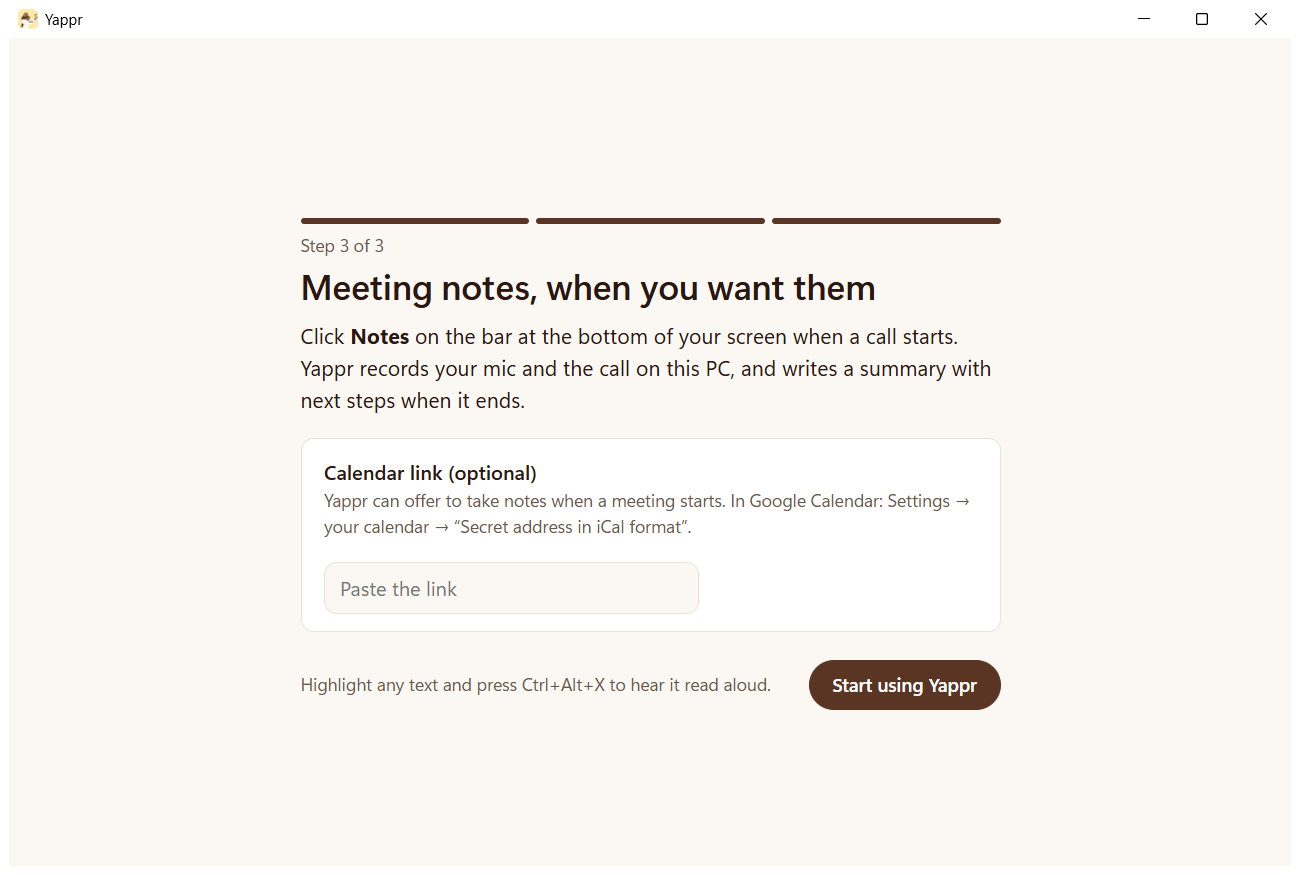 Yappr
Step 3 of 3
Meeting notes, when you want them
Click Notes on the bar at the bottom of your screen when a call starts.
Yappr records your mic and the call on this PC, and writes a summary with
next steps when it ends.
Calendar link (optional)
Yappr can offer to take notes when a meeting starts. In Google Calendar: Settings →
your calendar → “Secret address in iCal format”.
Paste the link
Highlight any text and press Ctrl+Alt+X to hear it read aloud.
Start using Yappr